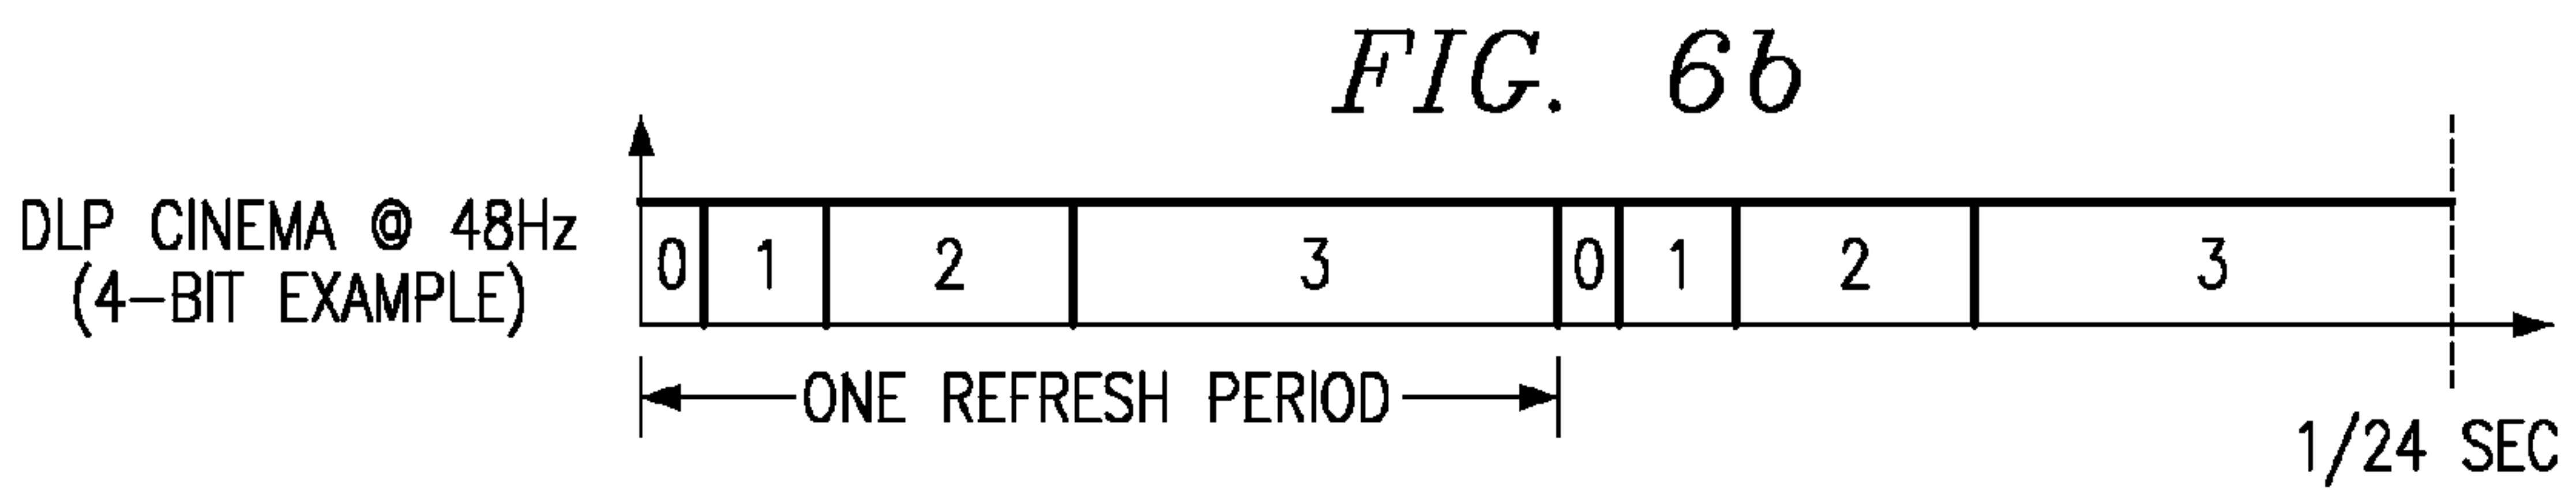 FIG. 6b
DLP CINEMA @ 48Hz
(4-BIT EXAMPLE)
0 1 2 3 0 1 2 3
ONE REFRESH PERIOD
1/24 SEC